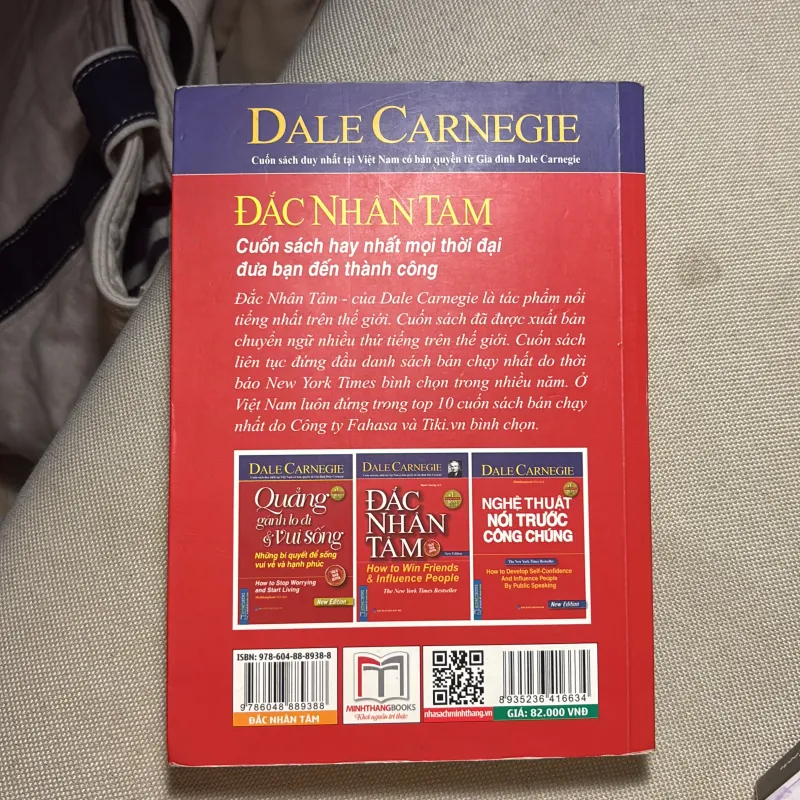 DALE CARNEGIE
Cuốn sách duy nhất tại Việt Nam có bản quyền từ Gia đình Dale Carnegie
ĐẮC NHÂN TÂM
Cuốn sách hay nhất mọi thời đại
đưa bạn đến thành công
Đắc Nhân Tâm - của Dale Carnegie là tác phẩm nổi
tiếng nhất trên thế giới. Cuốn sách đã được xuất bản
chuyển ngữ nhiều thứ tiếng trên thế giới. Cuốn sách
liên tục đứng đầu danh sách bán chạy nhất do thời
báo New York Times bình chọn trong nhiều năm. Ở
Việt Nam luôn đứng trong top 10 cuốn sách bán chạy
nhất do Công ty Fahasa và Tiki.vn bình chọn.
DALE CARNEGIE
Quẳng
gánh lo đi
& Vui sống
Những bí quyết để sống
vui vẻ và hạnh phúc
How to Stop Worrying
and Start Living
New Edition
DALE CARNEGIE
ĐẮC
NHÂN
TÂM
New Edition
How to Win Friends
& Influence People
The New York Times Bestseller
DALE CARNEGIE
NGHỆ THUẬT
NÓI TRƯỚC
CÔNG CHÚNG
The New York Times Bestseller
How to Develop Self-Confidence
And Influence People
By Public Speaking
New Edition
ISBN: 978-604-88-8938-8
9 786048 889388
ĐẮC NHÂN TÂM
MINHTHANGBOOKS
Khơi nguồn tri thức
nhasachminhthang.vn
8 935236 416634
GIÁ: 82.000 VNĐ